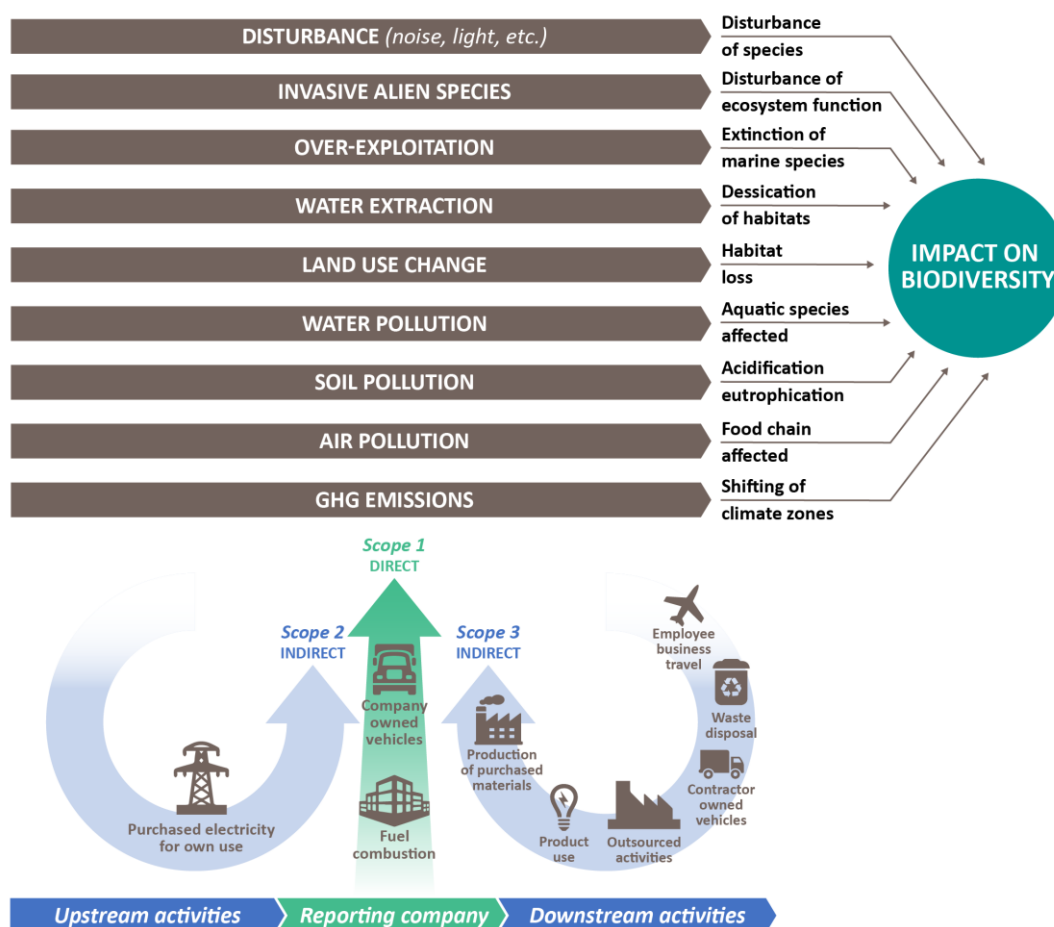 DISTURBANCE (noise, light, etc.)
Disturbance
of species
INVASIVE ALIEN SPECIES
Disturbance of
ecosystem function
OVER-EXPLOITATION
Extinction of
marine species
WATER EXTRACTION
Dessication
of habitats
LAND USE CHANGE
Habitat
loss
IMPACT ON
BIODIVERSITY
WATER POLLUTION
Aquatic species
affected
SOIL POLLUTION
Acidification
eutrophication
AIR POLLUTION
Food chain
affected
GHG EMISSIONS
Shifting of
climate zones
Scope 1
DIRECT
Scope 2
INDIRECT
Scope 3
INDIRECT
Employee
business
travel
Company
owned
vehicles
Waste
disposal
Production
of purchased
materials
Contractor
owned
vehicles
Purchased electricity
for own use
Fuel
combustion
Product
use
Outsourced
activities
Upstream activities
Reporting company
Downstream activities